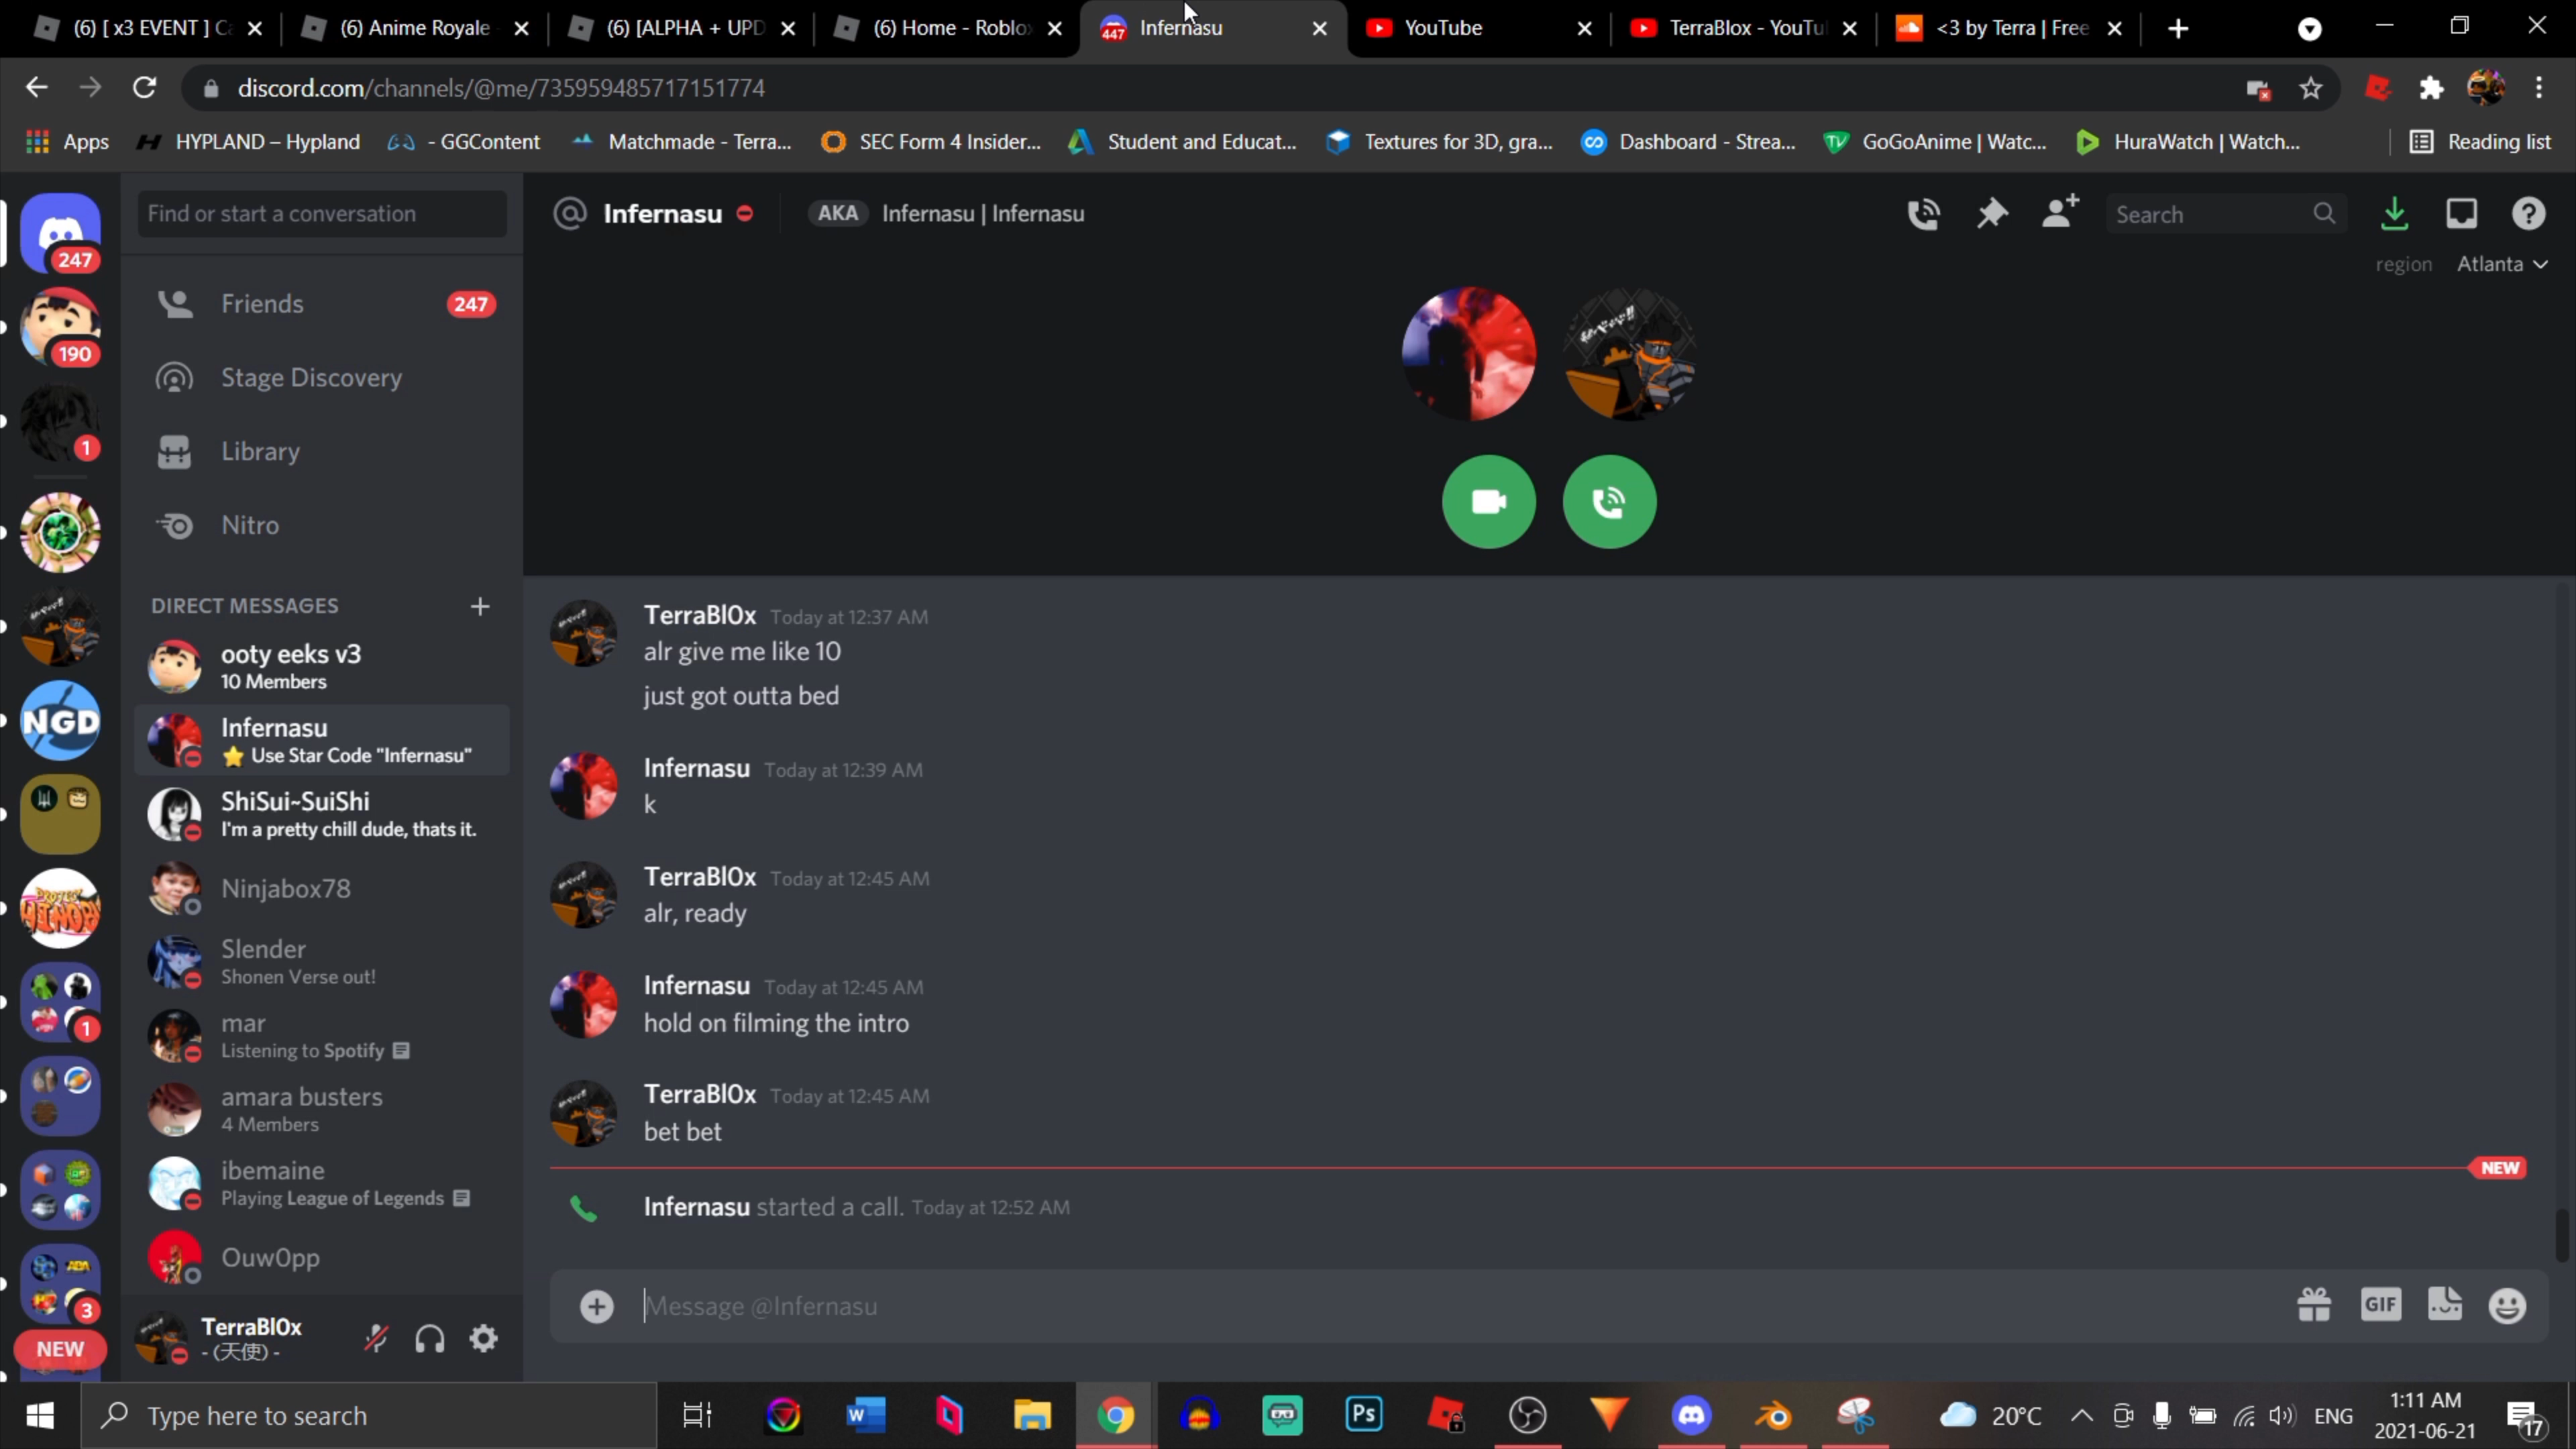 (6) [ x3 EVENT ] Ca
(6) Anime Royale -
(6) [ALPHA + UPD
(6) Home - Roblox
447
Infernasu
YouTube
TerraBlox - YouTu
<3 by Terra | Free
discord.com/channels/@me/735959485717151774
Apps
HYPLAND – Hypland
- GGContent
Matchmade - Terra...
SEC Form 4 Insider...
Student and Educat...
Textures for 3D, gra...
Dashboard - Strea...
GoGoAnime | Watc...
HuraWatch | Watch...
Reading list
247
190
1
NGD
1
3
NEW
Find or start a conversation
Friends
247
Stage Discovery
Library
Nitro
DIRECT MESSAGES
ooty eeks v3
10 Members
Infernasu
⭐ Use Star Code "Infernasu"
ShiSui~SuiShi
I'm a pretty chill dude, thats it.
Ninjabox78
Slender
Shonen Verse out!
mar
Listening to Spotify
amara busters
4 Members
ibemaine
Playing League of Legends
Ouw0pp
TerraBl0x
- (天使) -
Infernasu
AKA
Infernasu | Infernasu
Search
region
Atlanta
TerraBl0x Today at 12:37 AM
alr give me like 10
just got outta bed
Infernasu Today at 12:39 AM
k
TerraBl0x Today at 12:45 AM
alr, ready
Infernasu Today at 12:45 AM
hold on filming the intro
TerraBl0x Today at 12:45 AM
bet bet
NEW
Infernasu started a call. Today at 12:52 AM
Message @Infernasu
GIF
Type here to search
Ps
20°C
ENG
1:11 AM
2021-06-21
17